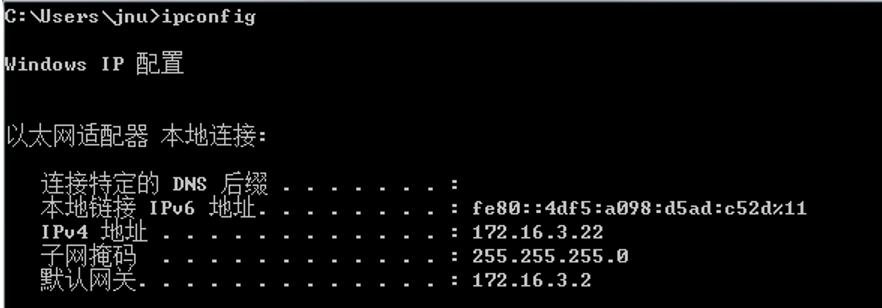 C:\Users\jnu>ipconfig
Windows IP 配置
以太网适配器 本地连接:
连接特定的 DNS 后缀 . . . . . . . :
本地链接 IPv6 地址. . . . . . . . : fe80::4df5:a098:d5ad:c52d%11
IPv4 地址 . . . . . . . . . . . . : 172.16.3.22
子网掩码  . . . . . . . . . . . . : 255.255.255.0
默认网关. . . . . . . . . . . . . : 172.16.3.2